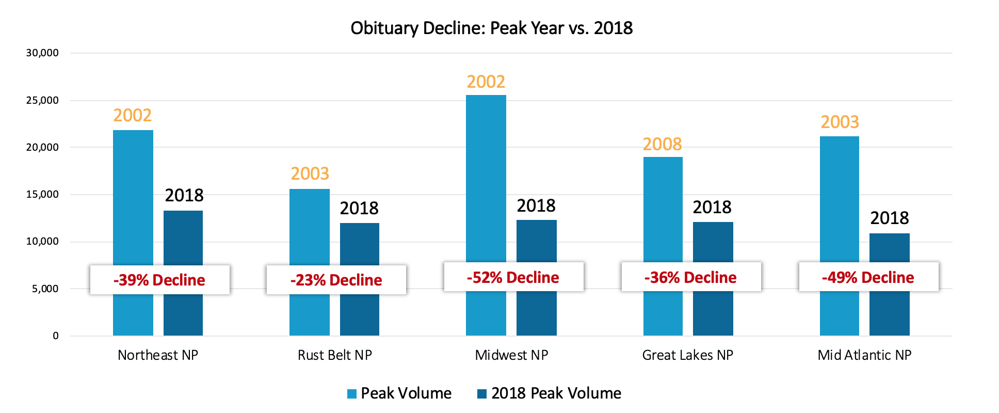 Obituary Decline: Peak Year vs. 2018
30,000
25,000
20,000
15,000
10,000
5,000
0
2002
2018
-39% Decline
2003
2018
-23% Decline
2002
2018
-52% Decline
2008
2018
-36% Decline
2003
2018
-49% Decline
Northeast NP
Rust Belt NP
Midwest NP
Great Lakes NP
Mid Atlantic NP
Peak Volume
2018 Peak Volume